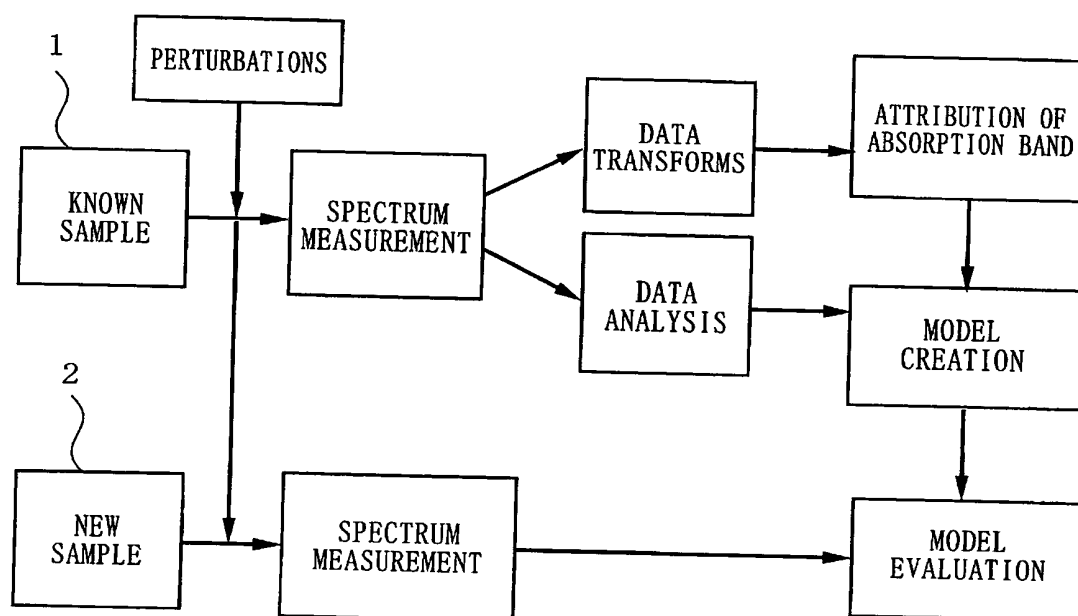 1
PERTURBATIONS
KNOWN
SAMPLE
SPECTRUM
MEASUREMENT
DATA
TRANSFORMS
ATTRIBUTION OF
ABSORPTION BAND
DATA
ANALYSIS
MODEL
CREATION
2
NEW
SAMPLE
SPECTRUM
MEASUREMENT
MODEL
EVALUATION